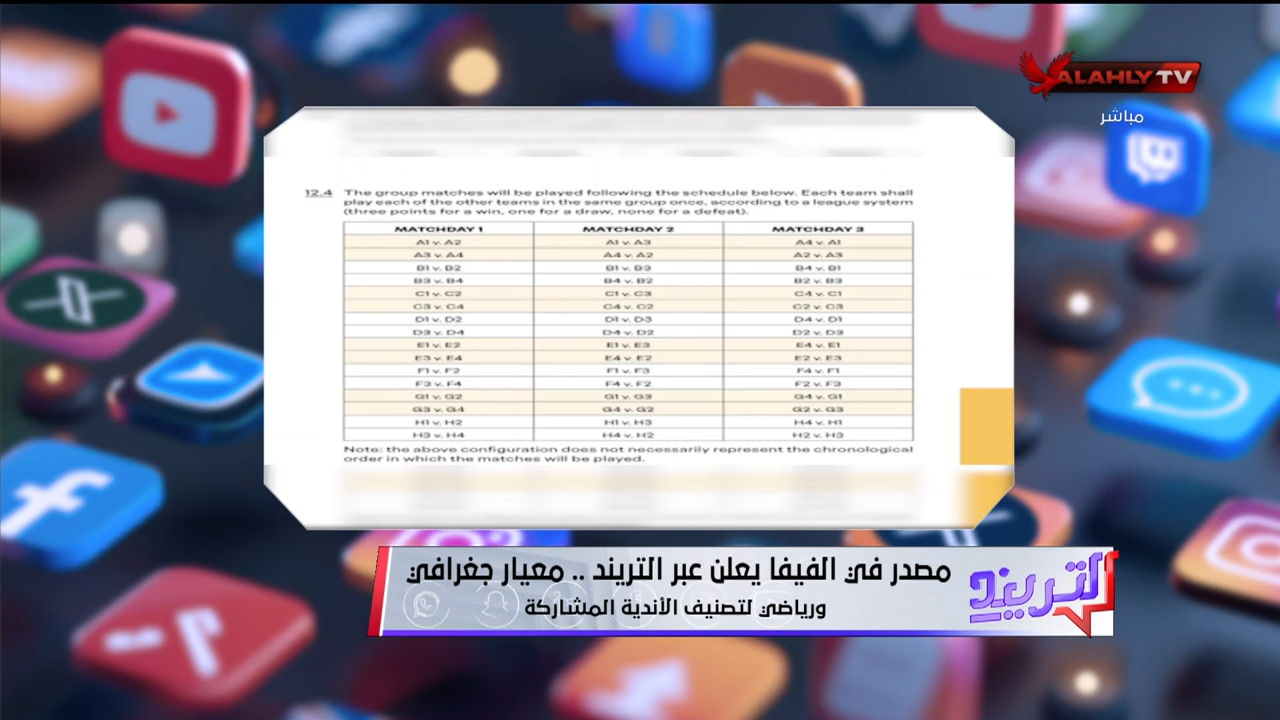 ALAHLY TV
مباشر
12.4 The group matches will be played following the schedule below. Each team shall
play each of the other teams in the same group once, according to a league system
(three points for a win, one for a draw, none for a defeat).
MATCHDAY 1 MATCHDAY 2 MATCHDAY 3
A1 v. A2 A1 v. A3 A4 v. A1
A3 v. A4 A4 v. A2 A2 v. A3
B1 v. B2 B1 v. B3 B4 v. B1
B3 v. B4 B4 v. B2 B2 v. B3
C1 v. C2 C1 v. C3 C4 v. C1
C3 v. C4 C4 v. C2 C2 v. C3
D1 v. D2 D1 v. D3 D4 v. D1
D3 v. D4 D4 v. D2 D2 v. D3
E1 v. E2 E1 v. E3 E4 v. E1
E3 v. E4 E4 v. E2 E2 v. E3
F1 v. F2 F1 v. F3 F4 v. F1
F3 v. F4 F4 v. F2 F2 v. F3
G1 v. G2 G1 v. G3 G4 v. G1
G3 v. G4 G4 v. G2 G2 v. G3
H1 v. H2 H1 v. H3 H4 v. H1
H3 v. H4 H4 v. H2 H2 v. H3
Note: the above configuration does not necessarily represent the chronological
order in which the matches will be played.
التريند
مصدر في الفيفا يعلن عبر التريند .. معيار جغرافي
ورياضي لتصنيف الأندية المشاركة